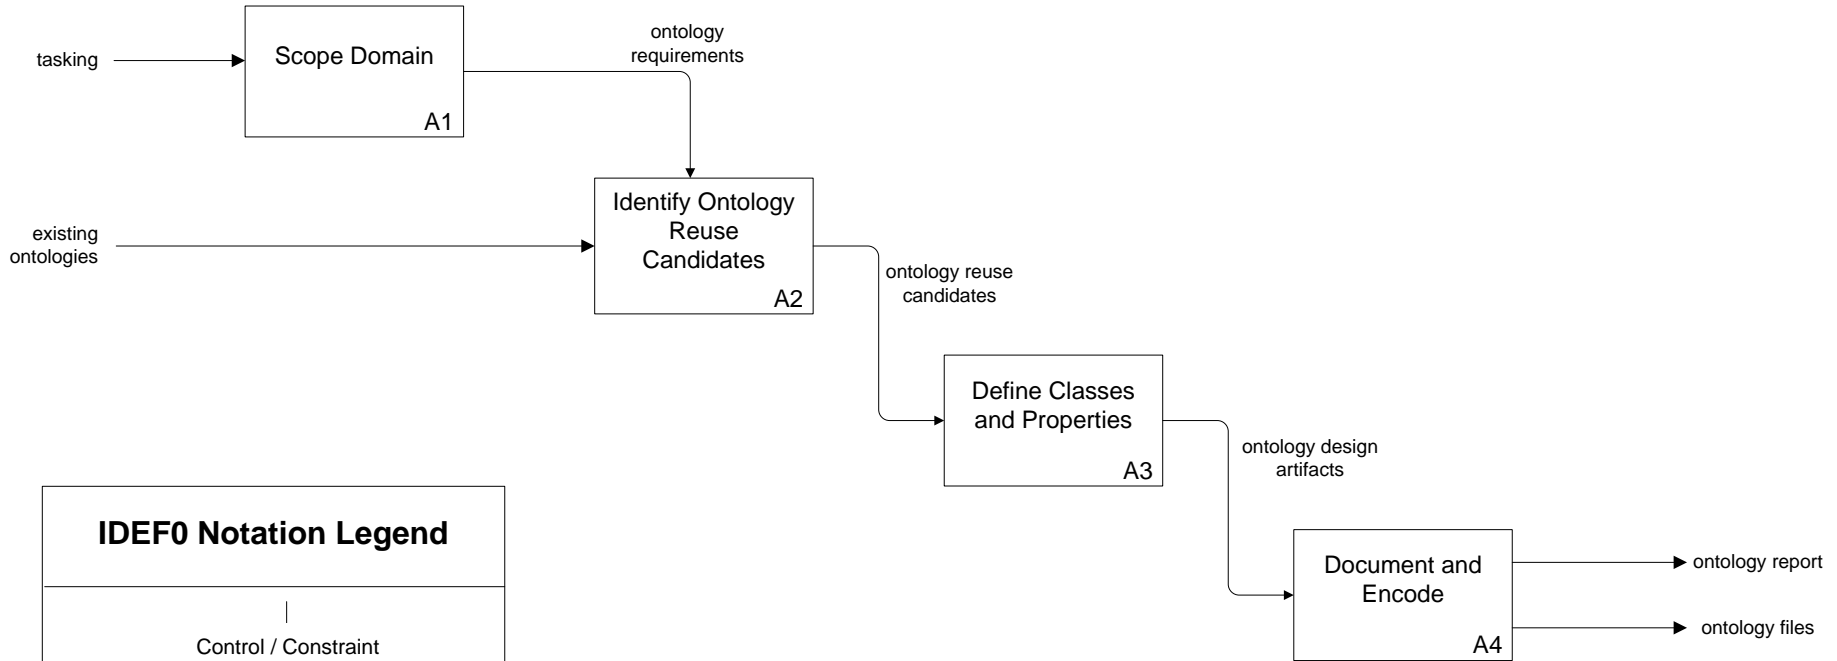 tasking
Scope Domain
A1
ontology
requirements
existing
ontologies
Identify Ontology
Reuse
Candidates
A2
ontology reuse
candidates
Define Classes
and Properties
A3
ontology design
artifacts
Document and
Encode
A4
ontology report
ontology files
IDEF0 Notation Legend
Control / Constraint